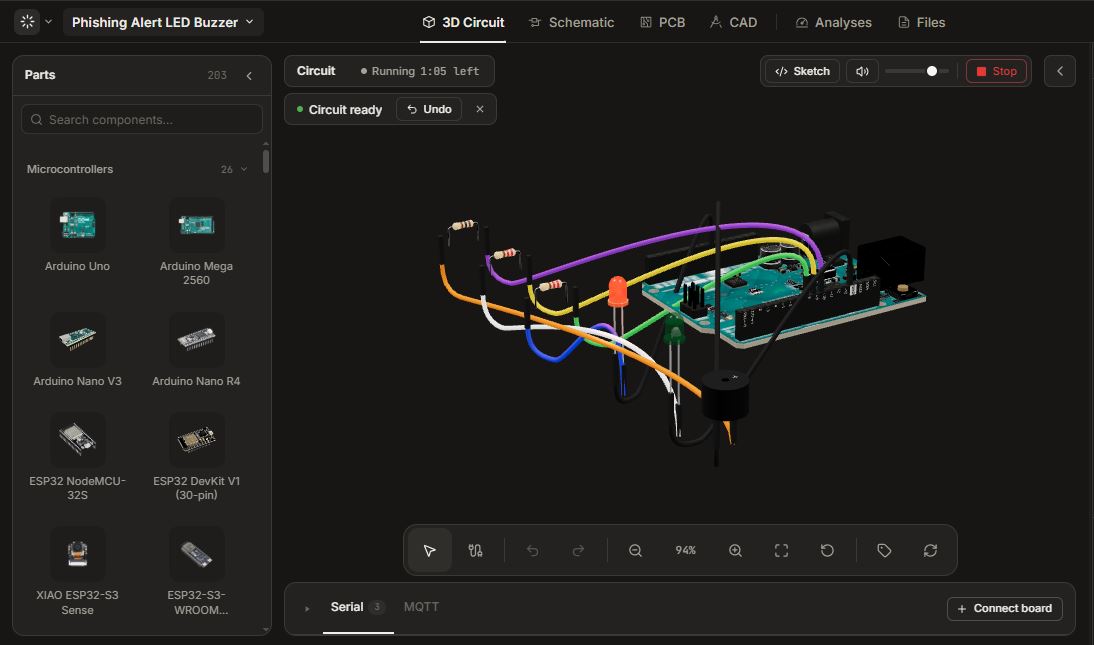 Phishing Alert LED Buzzer
3D Circuit
Schematic
PCB
CAD
Analyses
Files
Parts
203
Search components...
Microcontrollers
26
Arduino Uno
Arduino Mega
2560
Arduino Nano V3
Arduino Nano R4
ESP32 NodeMCU-
32S
ESP32 DevKit V1
(30-pin)
XIAO ESP32-S3
Sense
ESP32-S3-
WROOM...
Circuit
Running 1:05 left
Circuit ready
Undo
Sketch
Stop
94%
Serial 3
MQTT
Connect board